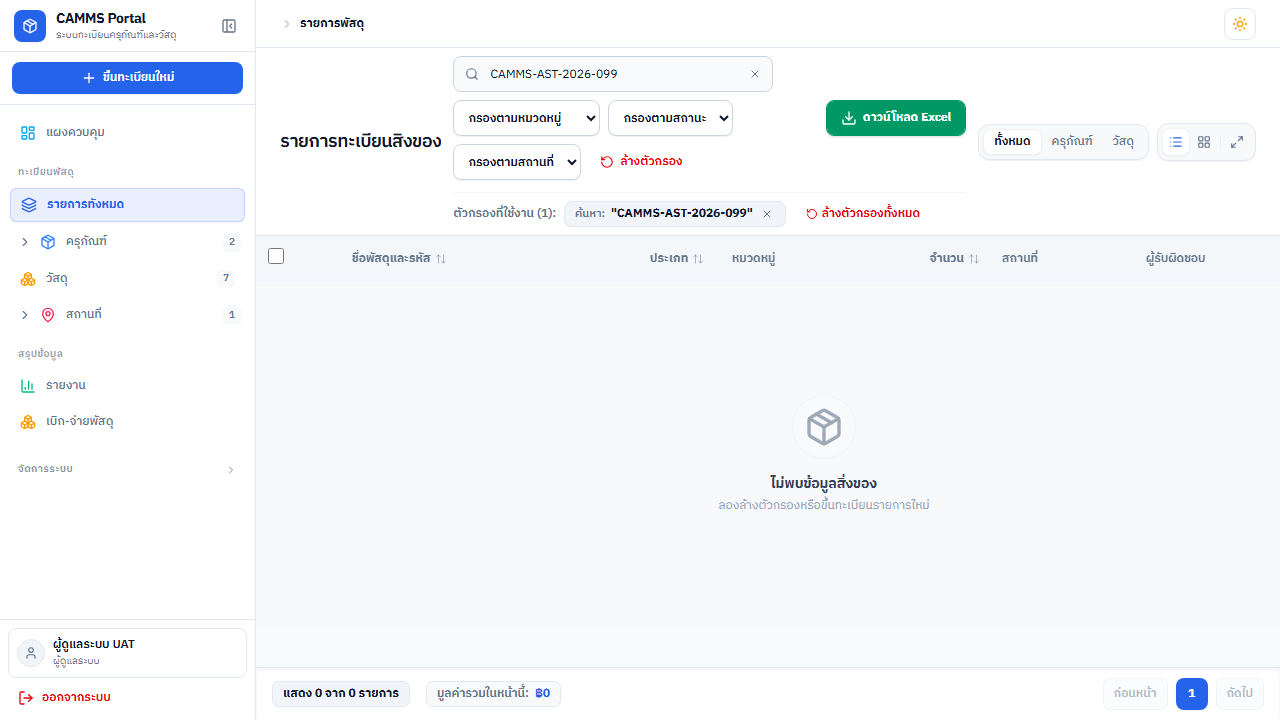 CAMMS Portal
ระบบทะเบียนครุภัณฑ์และวัสดุ
ขึ้นทะเบียนใหม่
แผงควบคุม
ทะเบียนพัสดุ
รายการทั้งหมด
ครุภัณฑ์ 2
วัสดุ 7
สถานที่ 1
สรุปข้อมูล
รายงาน
เบิก-จ่ายพัสดุ
จัดการระบบ
ผู้ดูแลระบบ UAT
ผู้ดูแลระบบ
ออกจากระบบ
รายการพัสดุ
รายการทะเบียนสิ่งของ
CAMMS-AST-2026-099
กรองตามหมวดหมู่ กรองตามสถานะ
กรองตามสถานที่ ล้างตัวกรอง
ดาวน์โหลด Excel
ทั้งหมด ครุภัณฑ์ วัสดุ
ตัวกรองที่ใช้งาน (1): ค้นหา: "CAMMS-AST-2026-099" ล้างตัวกรองทั้งหมด
ชื่อพัสดุและรหัส ประเภท หมวดหมู่ จำนวน สถานที่ ผู้รับผิดชอบ
ไม่พบข้อมูลสิ่งของ
ลองล้างตัวกรองหรือขึ้นทะเบียนรายการใหม่
แสดง 0 จาก 0 รายการ มูลค่ารวมในหน้านี้: ฿0
ก่อนหน้า 1 ถัดไป